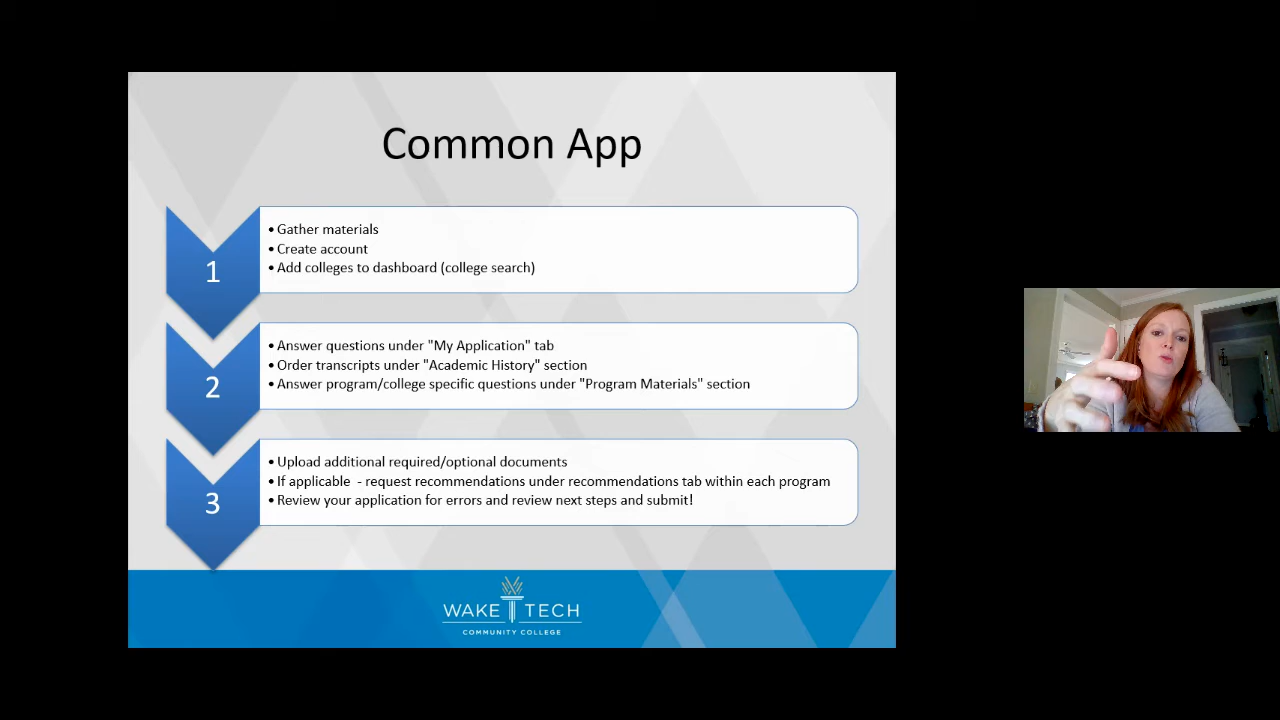 Common App
1
• Gather materials
• Create account
• Add colleges to dashboard (college search)
2
• Answer questions under "My Application" tab
• Order transcripts under "Academic History" section
• Answer program/college specific questions under "Program Materials" section
3
• Upload additional required/optional documents
• If applicable - request recommendations under recommendations tab within each program
• Review your application for errors and review next steps and submit!
WAKE TECH
COMMUNITY COLLEGE